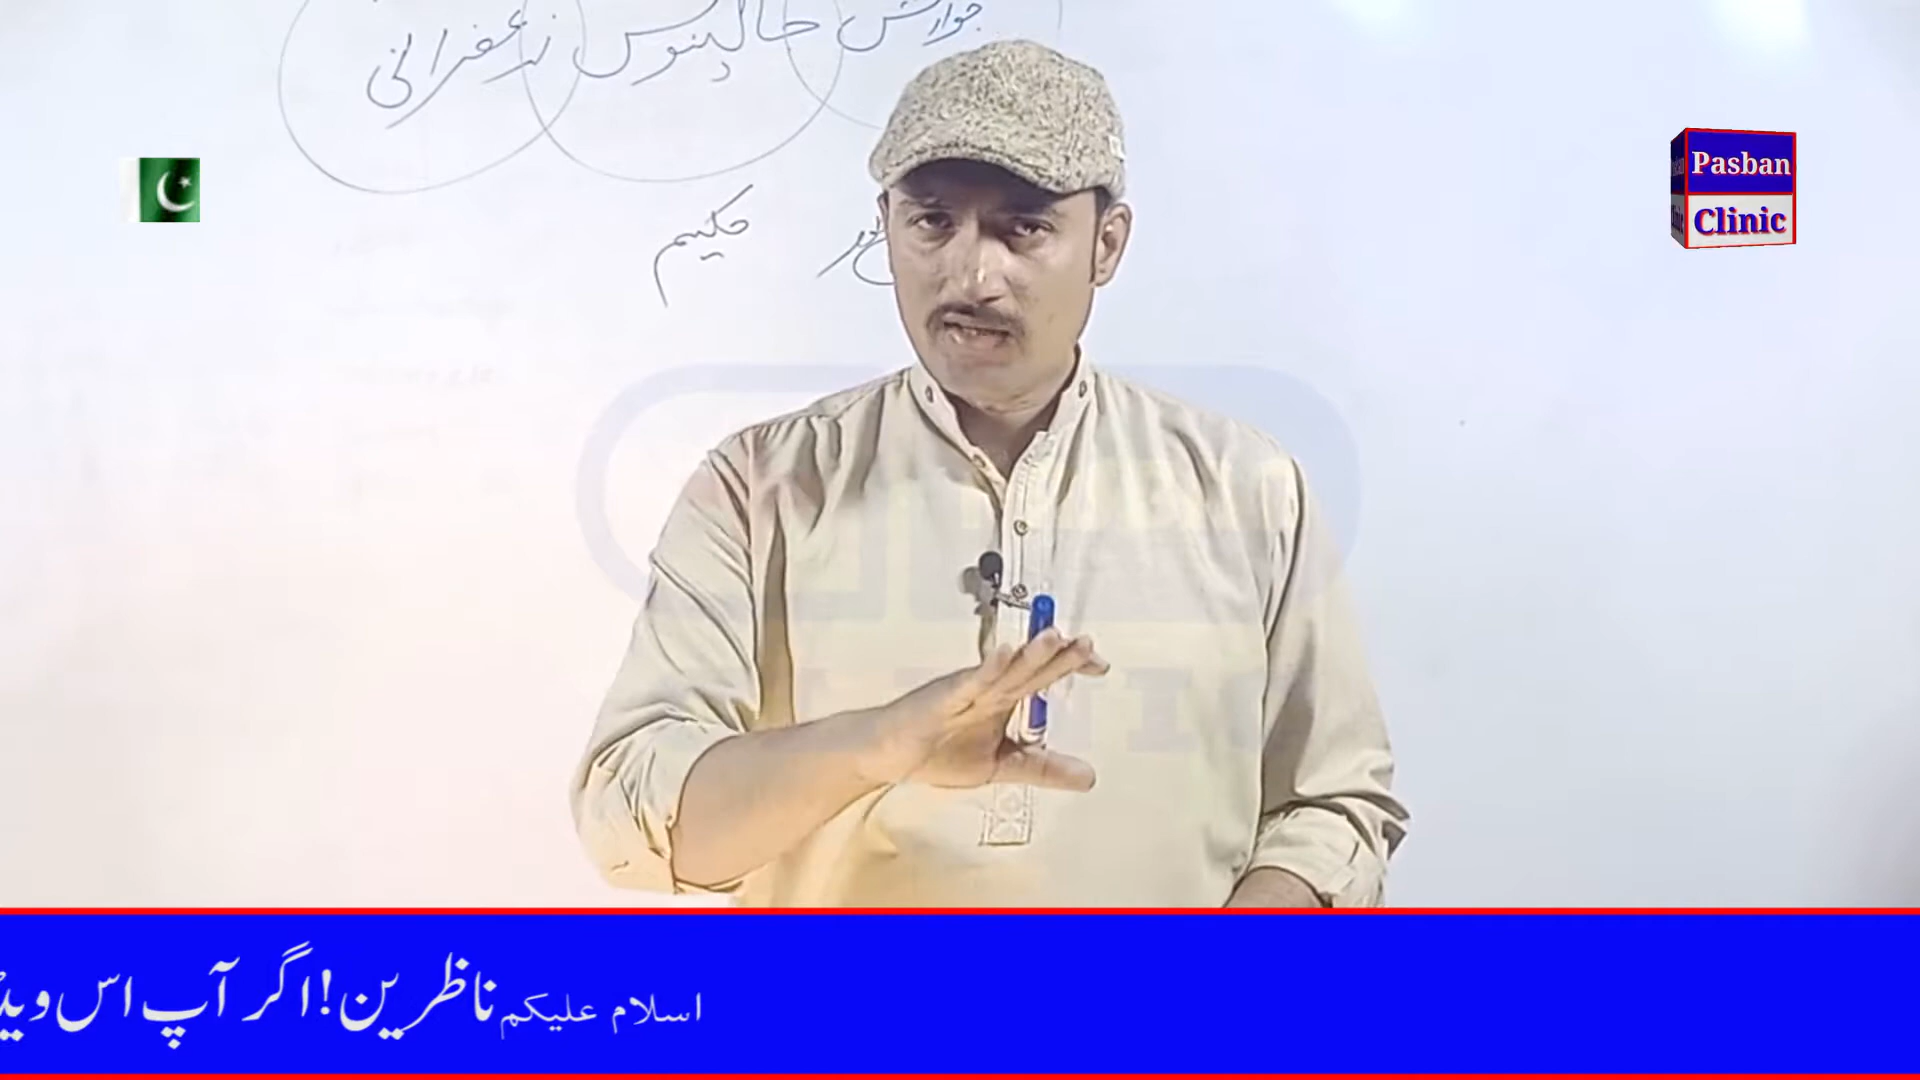 جوارش جالینوس زعفرانی
حکیم
Pasban
Clinic
اسلام علیکم ناظرین! اگر آپ اس